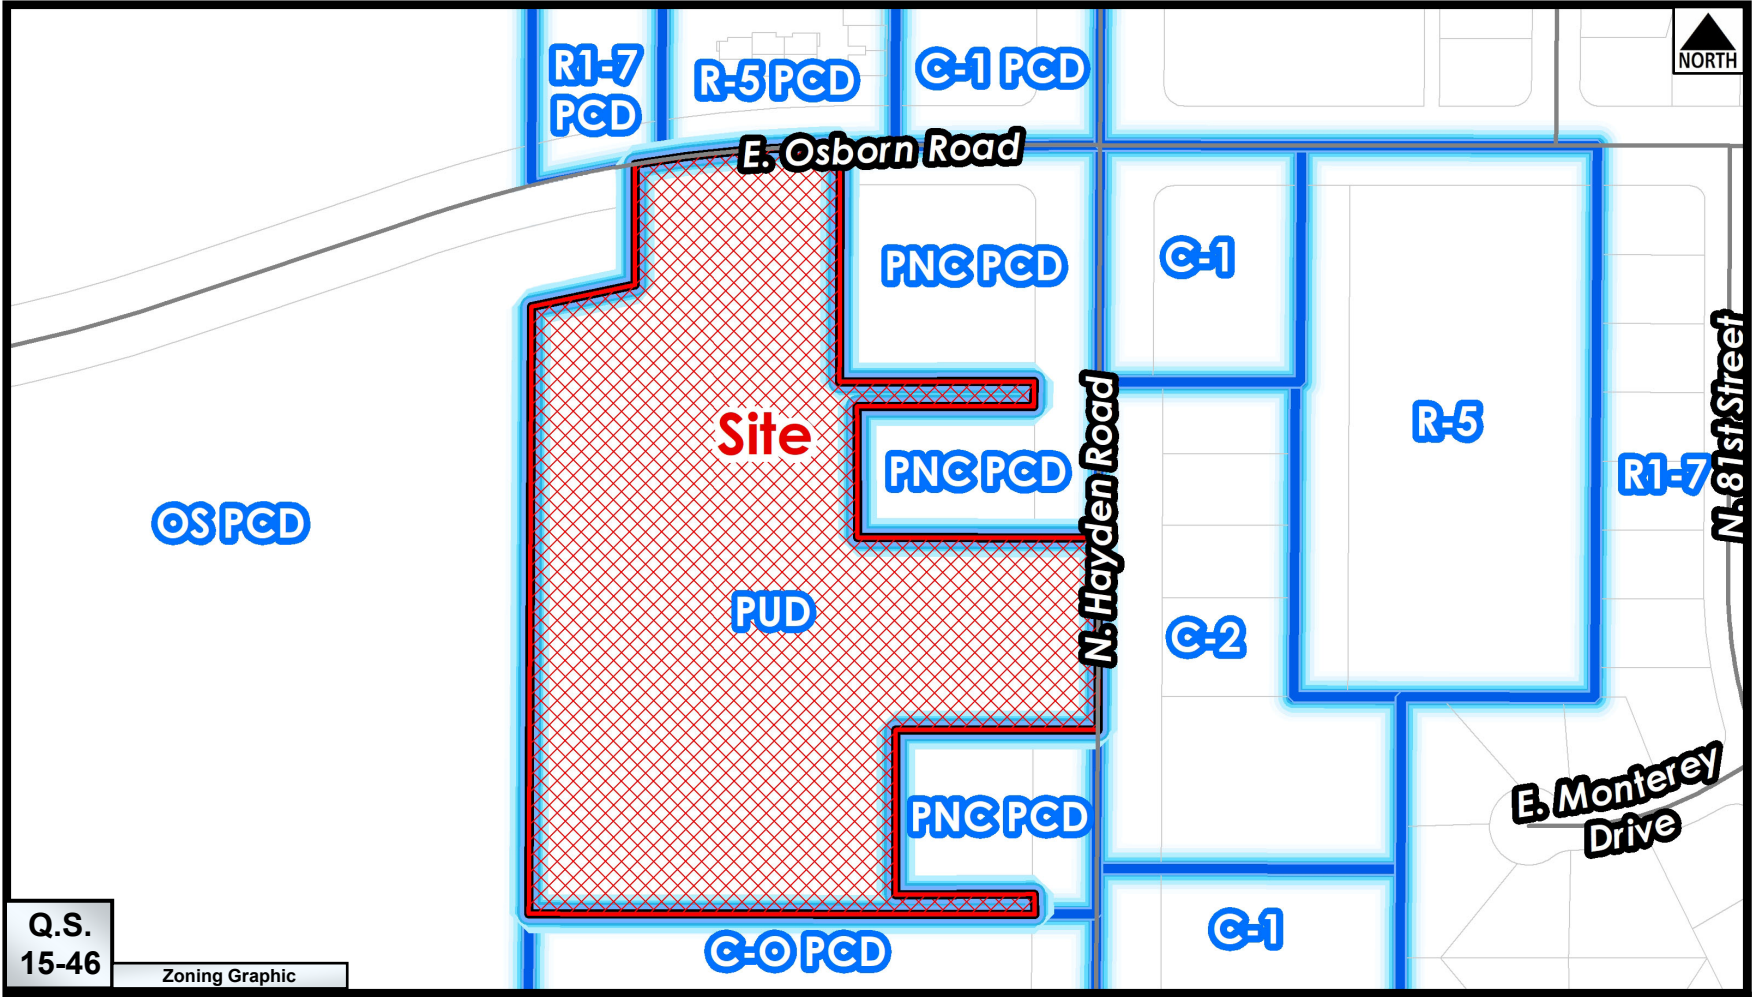 R1-7
PCD
R-5 PCD
C-1 PCD
NORTH
E. Osborn Road
PNC PCD
C-1
Site
PNC PCD
N. Hayden Road
R-5
R1-7
N. 81st Street
OS PCD
PUD
C-2
PNC PCD
E. Monterey
Drive
C-O PCD
C-1
Q.S.
15-46
Zoning Graphic